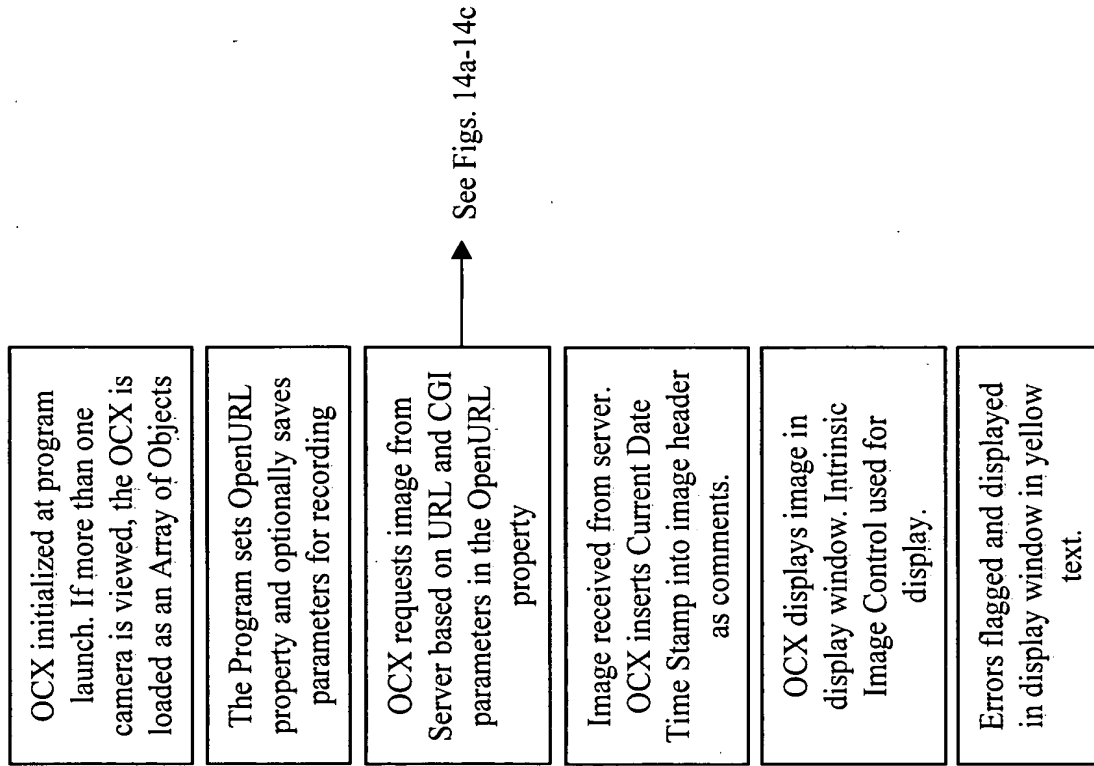 OCX initialized at program
launch. If more than one
camera is viewed, the OCX is
loaded as an Array of Objects
The Program sets OpenURL
property and optionally saves
parameters for recording
OCX requests image from
Server based on URL and CGI
parameters in the OpenURL
property
See Figs. 14a-14c
Image received from server.
OCX inserts Current Date
Time Stamp into image header
as comments.
OCX displays image in
display window. Intrinsic
Image Control used for
display.
Errors flagged and displayed
in display window in yellow
text.